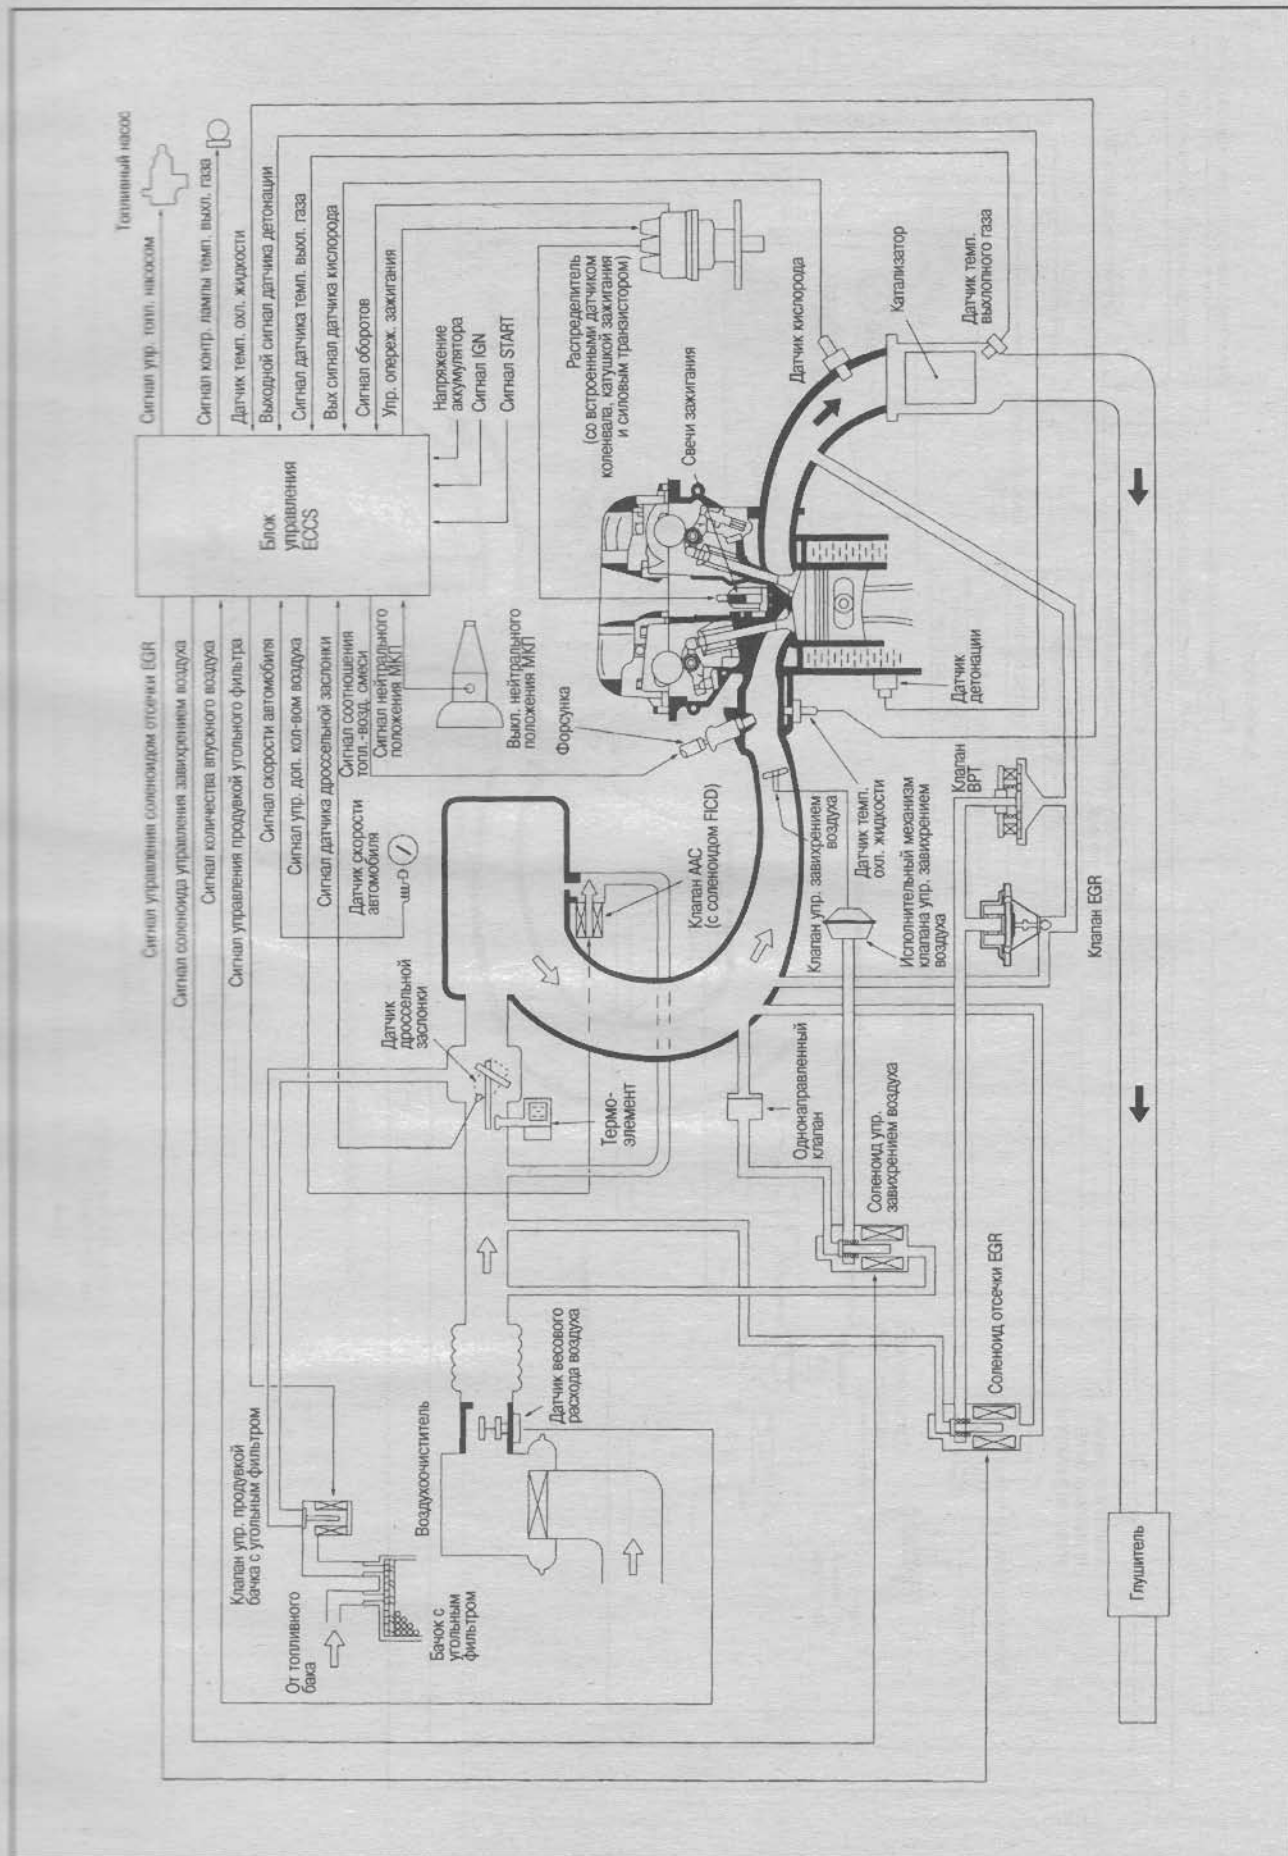 Топливный насос
Сигнал упр. топл. насосом
Сигнал контр. лампы темп. выхл. газа
Датчик темп. охл. жидкости
Выходной сигнал датчика детонации
Сигнал датчика темп. выхл. газа
Вых сигнал датчика кислорода
Сигнал оборотов
Упр. опереж. зажигания
Напряжение
аккумулятора
Сигнал IGN
Сигнал START
Блок
управления
ECCS
Распределитель
(со встроенными датчиком
коленвала, катушкой зажигания
и силовым транзистором)
Свечи зажигания
Датчик кислорода
Катализатор
Датчик темп.
выхлопного газа
Сигнал управления соленоидом отсечки EGR
Сигнал соленоида управления завихрением воздуха
Сигнал количества впускного воздуха
Сигнал управления продувкой угольного фильтра
Сигнал скорости автомобиля
Сигнал упр. доп. кол-вом воздуха
Сигнал датчика дроссельной заслонки
Сигнал соотношения
топл.-возд. смеси
Сигнал нейтрального
положения МКП
Датчик скорости
автомобиля
Выкл. нейтрального
положения МКП
Форсунка
Датчик
детонации
Датчик
дроссельной
заслонки
Термо-
элемент
Клапан AAC
(с соленоидом FICD)
Клапан упр. завихрением
воздуха
Датчик темп.
охл. жидкости
Исполнительный механизм
клапана упр. завихрением
воздуха
Клапан
BPT
Клапан EGR
Однонаправленный
клапан
Соленоид упр.
завихрением воздуха
Соленоид отсечки EGR
Клапан упр. продувкой
бачка с угольным фильтром
Воздухоочиститель
Датчик весового
расхода воздуха
От топливного
бака
Бачок с
угольным
фильтром
Глушитель